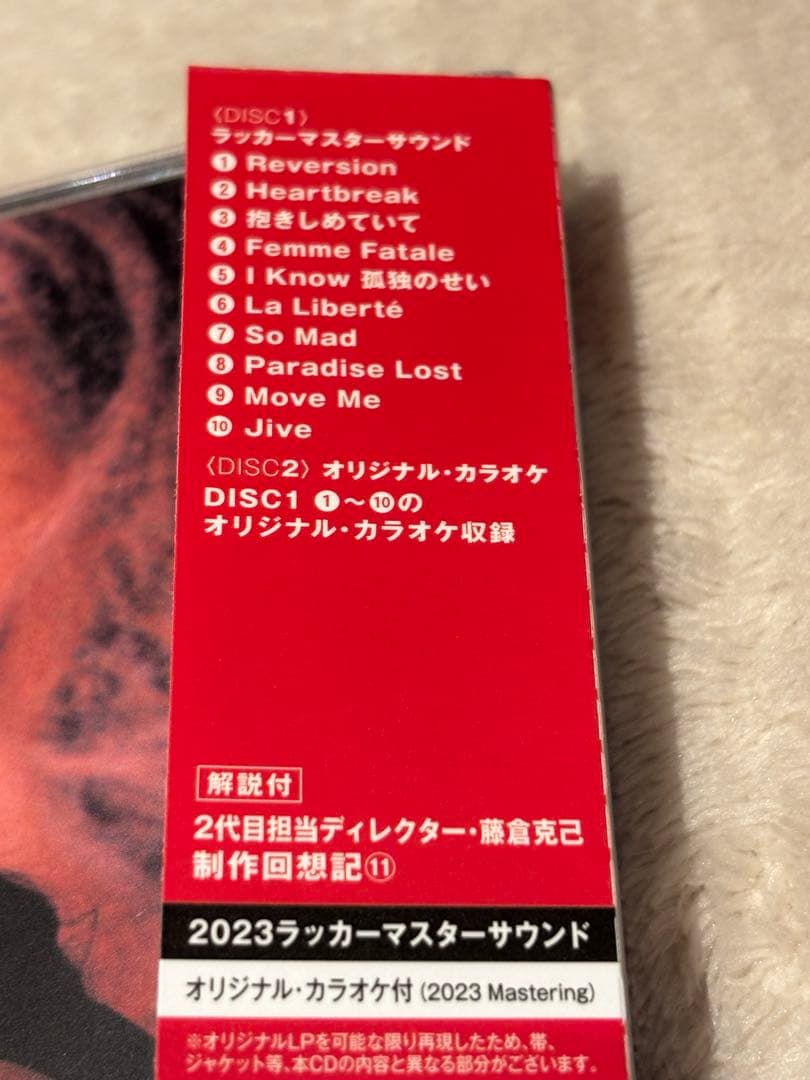 〈DISC1〉
ラッカーマスターサウンド
❶ Reversion
❷ Heartbreak
❸ 抱きしめていて
❹ Femme Fatale
❺ I Know 孤独のせい
❻ La Liberté
❼ So Mad
❽ Paradise Lost
❾ Move Me
❿ Jive
〈DISC2〉 オリジナル・カラオケ
DISC1 ❶～❿の
オリジナル・カラオケ収録
解説付
2代目担当ディレクター・藤倉克己
制作回想記⑪
2023ラッカーマスターサウンド
オリジナル・カラオケ付 (2023 Mastering)
※オリジナルLPを可能な限り再現したため、帯、
ジャケット等、本CDの内容と異なる部分がございます。